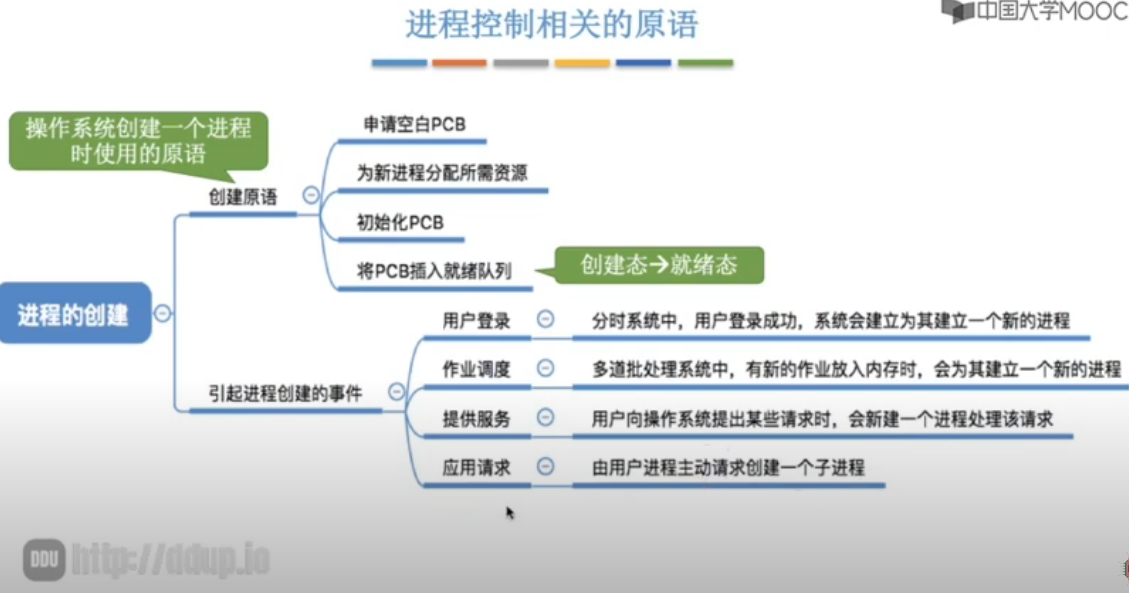 进程控制相关的原语
中国大学MOOC
操作系统创建一个进程
时使用的原语
申请空白PCB
为新进程分配所需资源
创建原语
初始化PCB
将PCB插入就绪队列
创建态→就绪态
进程的创建
用户登录
分时系统中，用户登录成功，系统会建立为其建立一个新的进程
作业调度
多道批处理系统中，有新的作业放入内存时，会为其建立一个新的进程
引起进程创建的事件
提供服务
用户向操作系统提出某些请求时，会新建一个进程处理该请求
应用请求
由用户进程主动请求创建一个子进程
DDU http://ddup.io